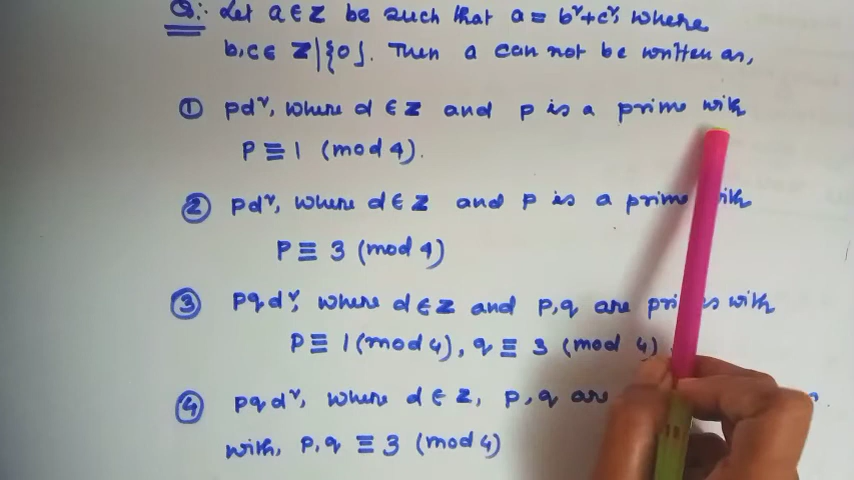 Q:. Let a ∈ Z be such that a = b²+c², where
b,c ∈ Z|{0}. Then a can not be written as,
① pd², where d ∈ Z and p is a prime with
P ≡ 1 (mod 4).
② pd², where d ∈ Z and p is a prime with
P ≡ 3 (mod 4)
③ pqd², where d ∈ Z and p,q are primes with
P ≡ 1 (mod 4), q ≡ 3 (mod 4)
④ pqd², where d ∈ Z, p,q are
with, p,q ≡ 3 (mod 4)